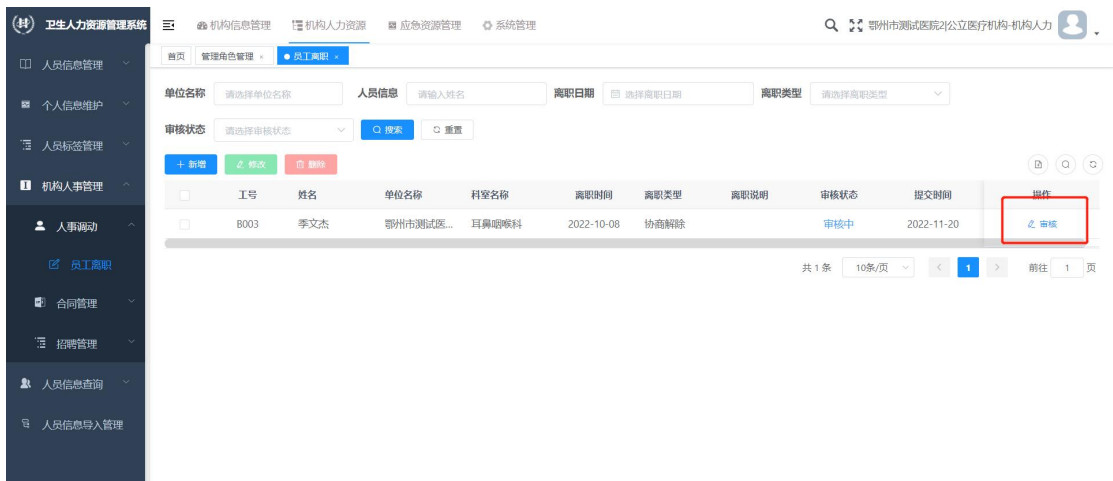 卫生人力资源管理系统
机构信息管理 机构人力资源 应急资源管理 系统管理 鄂州市测试医院2|公立医疗机构-机构人力
首页 管理角色管理 × ● 员工离职 ×
人员信息管理
个人信息维护
人员标签管理
机构人事管理
人事调动
员工离职
合同管理
招聘管理
人员信息查询
人员信息导入管理
单位名称 请选择单位名称 人员信息 请输入姓名 离职日期 选择离职日期 离职类型 请选择离职类型
审核状态 请选择审核状态 搜索 重置
+ 新增 修改 删除
工号 姓名 单位名称 科室名称 离职时间 离职类型 离职说明 审核状态 提交时间 操作
B003 季文杰 鄂州市测试医... 耳鼻咽喉科 2022-10-08 协商解除 审核中 2022-11-20 审核
共 1 条 10条/页 < 1 > 前往 1 页